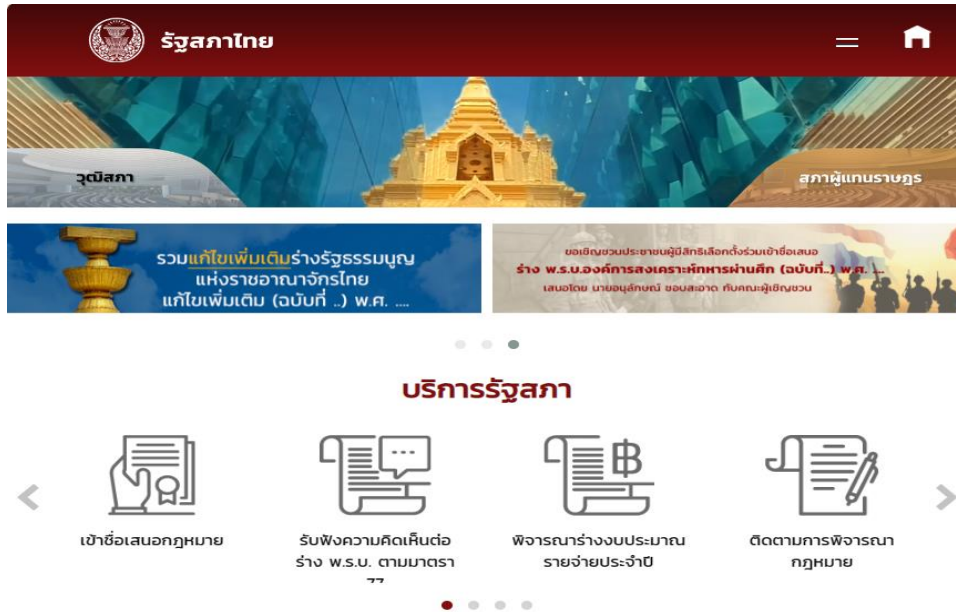 รัฐสภาไทย
วุฒิสภา
สภาผู้แทนราษฎร
รวมแก้ไขเพิ่มเติมร่างรัฐธรรมนูญ
แห่งราชอาณาจักรไทย
แก้ไขเพิ่มเติม (ฉบับที่ ..) พ.ศ. ....
ขอเชิญชวนประชาชนผู้มีสิทธิเลือกตั้งร่วมเข้าชื่อเสนอ
ร่าง พ.ร.บ.องค์การสงเคราะห์ทหารผ่านศึก (ฉบับที่..) พ.ศ. ....
เสนอโดย นายอนุลักษณ์ ชอบสะอาด กับคณะผู้เชิญชวน
บริการรัฐสภา
เข้าชื่อเสนอกฎหมาย
รับฟังความคิดเห็นต่อ
ร่าง พ.ร.บ. ตามมาตรา
77
พิจารณาร่างงบประมาณ
รายจ่ายประจำปี
ติดตามการพิจารณา
กฎหมาย